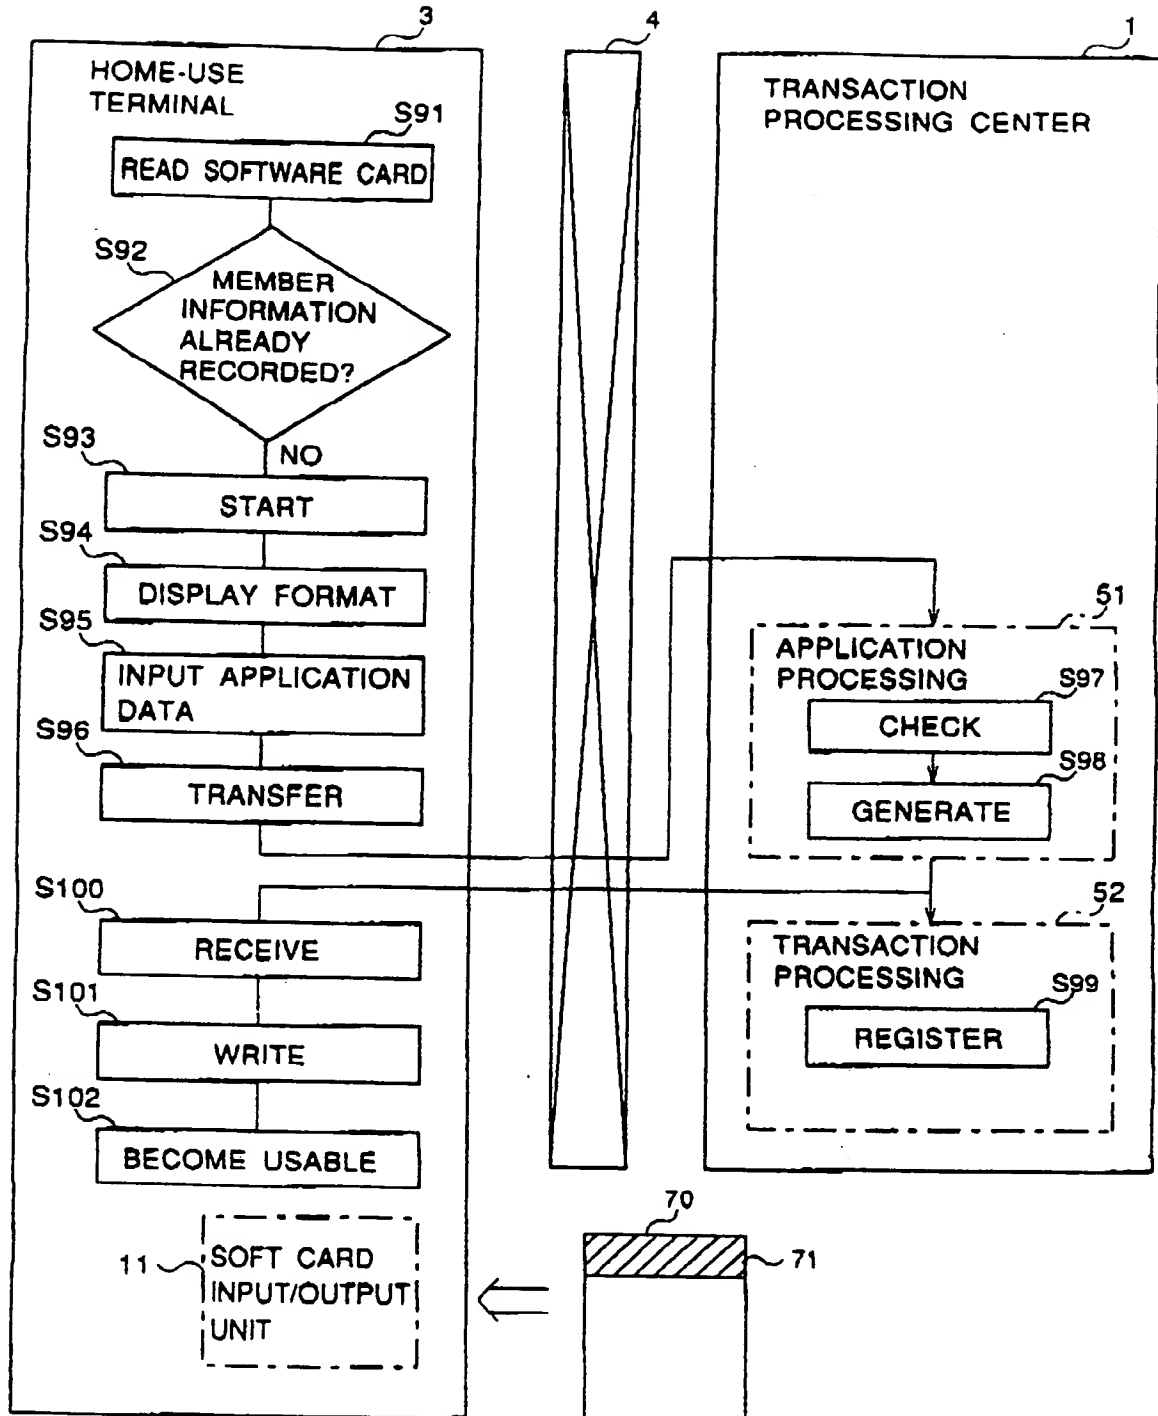 3
4
1
HOME-USE
TERMINAL
TRANSACTION
PROCESSING CENTER
S91
READ SOFTWARE CARD
S92
MEMBER
INFORMATION
ALREADY
RECORDED?
S93
NO
START
S94
DISPLAY FORMAT
S95
INPUT APPLICATION
DATA
S96
TRANSFER
51
APPLICATION
PROCESSING
S97
CHECK
S98
GENERATE
S100
RECEIVE
S101
WRITE
S102
BECOME USABLE
52
TRANSACTION
PROCESSING
S99
REGISTER
11
SOFT CARD
INPUT/OUTPUT
UNIT
70
71